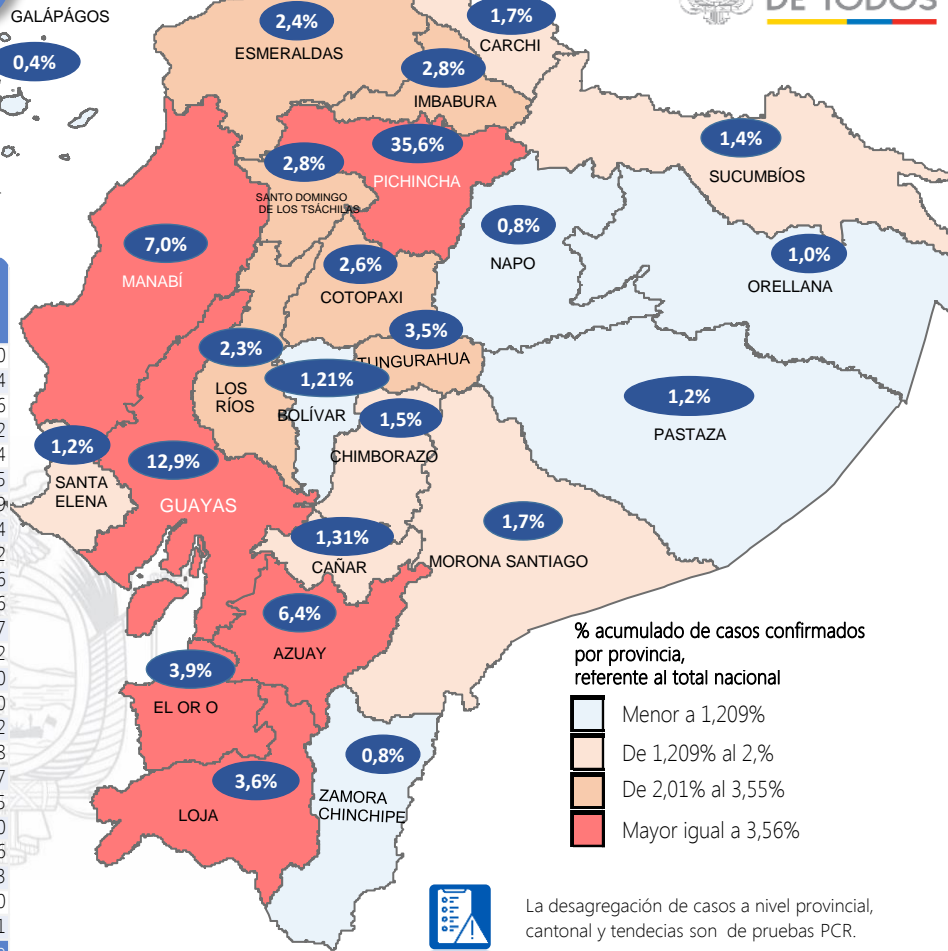 DE TODOS
GALÁPÁGOS
0,4%
2,4%
ESMERALDAS
1,7%
CARCHI
2,8%
IMBABURA
35,6%
PICHINCHA
1,4%
SUCUMBÍOS
2,8%
SANTO DOMINGO
DE LOS TSÁCHILAS
7,0%
MANABÍ
0,8%
NAPO
1,0%
ORELLANA
2,6%
COTOPAXI
3,5%
TUNGURAHUA
2,3%
LOS
RÍOS
1,21%
BOLÍVAR
1,5%
CHIMBORAZO
1,2%
PASTAZA
1,2%
SANTA
ELENA
12,9%
GUAYAS
1,31%
CAÑAR
1,7%
MORONA SANTIAGO
6,4%
AZUAY
3,9%
EL OR O
3,6%
LOJA
0,8%
ZAMORA
CHINCHIPE
% acumulado de casos confirmados
por provincia,
referente al total nacional
Menor a 1,209%
De 1,209% al 2,%
De 2,01% al 3,55%
Mayor igual a 3,56%
La desagregación de casos a nivel provincial,
cantonal y tendecias son de pruebas PCR.